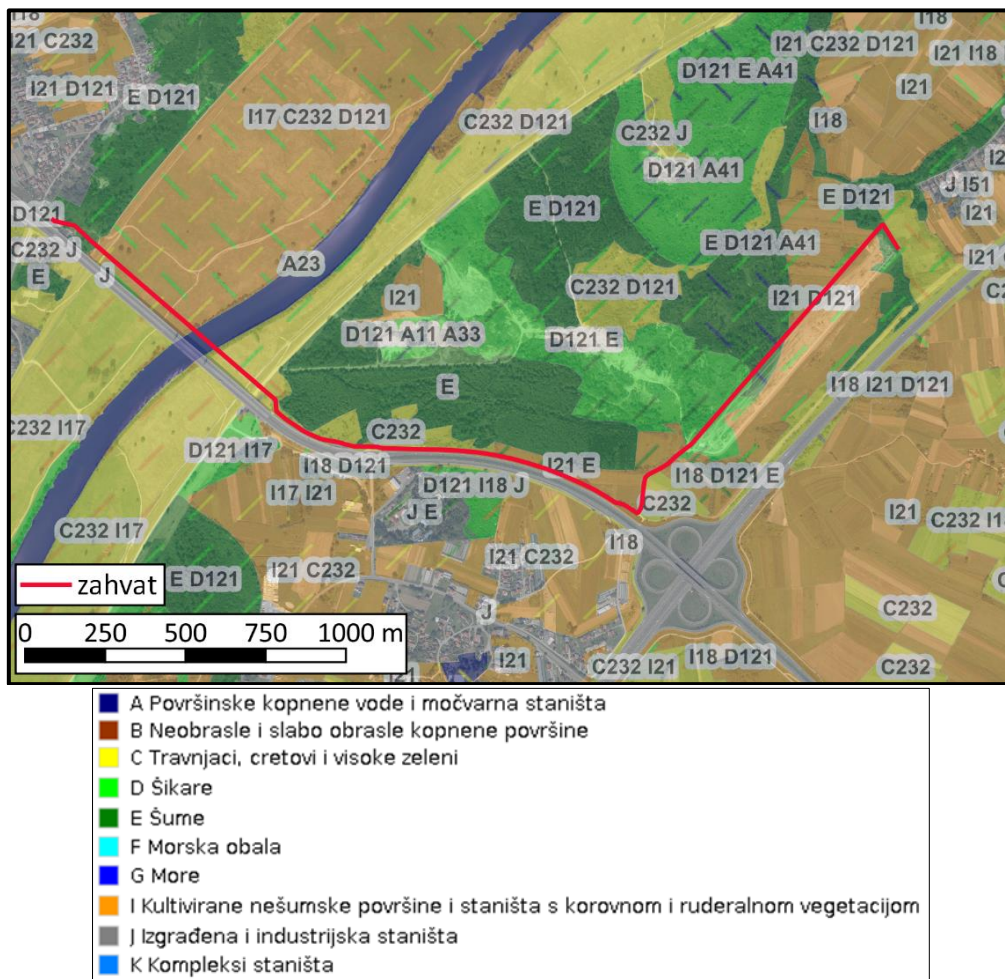 I18
I21 C232
I21 D121
E D121
I17 C232 D121
C232 D121
D121 E A41
I21 C232 D121
I18
I21 I18
I21
C232 J
D121 A41
I18
J I51
I21
D121
C232 J
E
J
A23
E D121
E D121
E D121 A41
I21
C232 D121
I21 D121
D121 A11 A33
D121 E
E
I18 I21 D121
C232 I17
D121 I17
C232
I18 D121
I17 I21
I21 E
D121 I18 J
J E
I18 D121 E
C232
I21
C232 I17
E D121
I21 C232
I21 C232
I18
C232
J
I21
C232 I21
I18 D121
C232
I21
zahvat
0 250 500 750 1000 m
A Površinske kopnene vode i močvarna staništa
B Neobrasle i slabo obrasle kopnene površine
C Travnjaci, cretovi i visoke zeleni
D Šikare
E Šume
F Morska obala
G More
I Kultivirane nešumske površine i staništa s korovnom i ruderalnom vegetacijom
J Izgrađena i industrijska staništa
K Kompleksi staništa